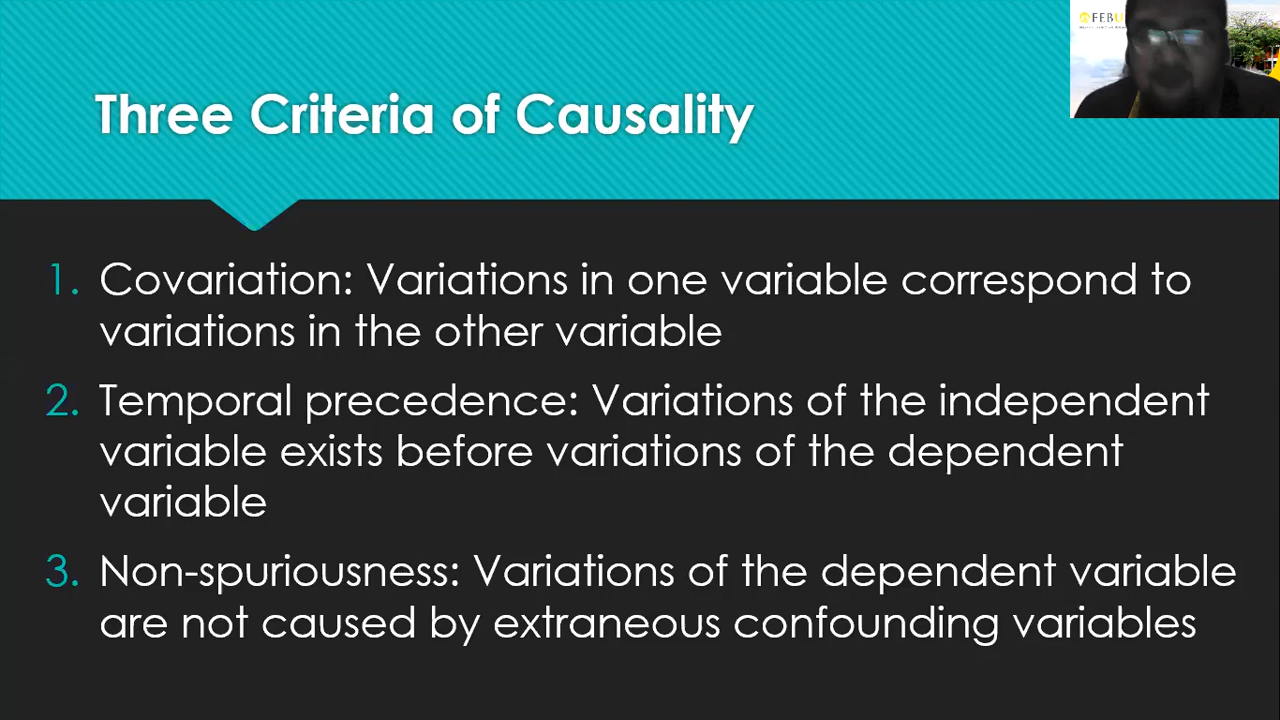 FEBU
Three Criteria of Causality
1. Covariation: Variations in one variable correspond to
variations in the other variable
2. Temporal precedence: Variations of the independent
variable exists before variations of the dependent
variable
3. Non-spuriousness: Variations of the dependent variable
are not caused by extraneous confounding variables